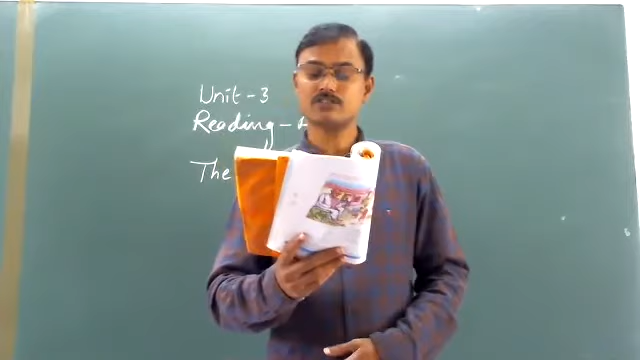 Unit - 3
Reading - A
The